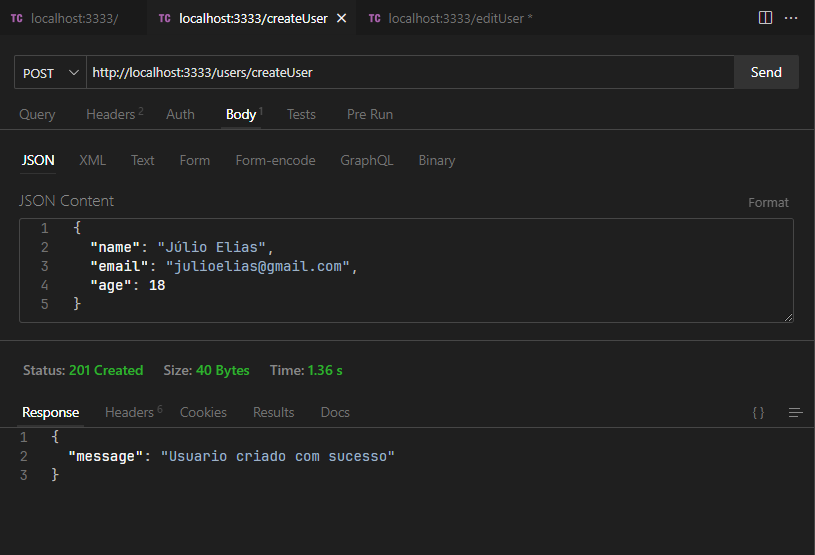 TC localhost:3333/ TC localhost:3333/createUser × TC localhost:3333/editUser * ...
POST http://localhost:3333/users/createUser Send
Query Headers 2 Auth Body 1 Tests Pre Run
JSON XML Text Form Form-encode GraphQL Binary
JSON Content Format
1 {
2 "name": "Júlio Elias",
3 "email": "julioelias@gmail.com",
4 "age": 18
5 }
Status: 201 Created Size: 40 Bytes Time: 1.36 s
Response Headers 6 Cookies Results Docs { }
1 {
2 "message": "Usuario criado com sucesso"
3 }